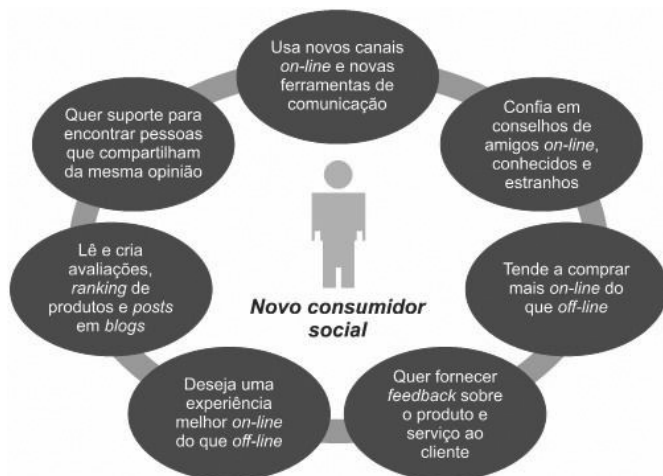 Usa novos canais
on-line e novas
ferramentas de
comunicação
Confia em
conselhos de
amigos on-line,
conhecidos e
estranhos
Tende a comprar
mais on-line do
que off-line
Quer fornecer
feedback sobre
o produto e
serviço ao
cliente
Deseja uma
experiência
melhor on-line
do que off-line
Lê e cria
avaliações,
ranking de
produtos e posts
em blogs
Quer suporte para
encontrar pessoas
que compartilham
da mesma opinião
Novo consumidor
social